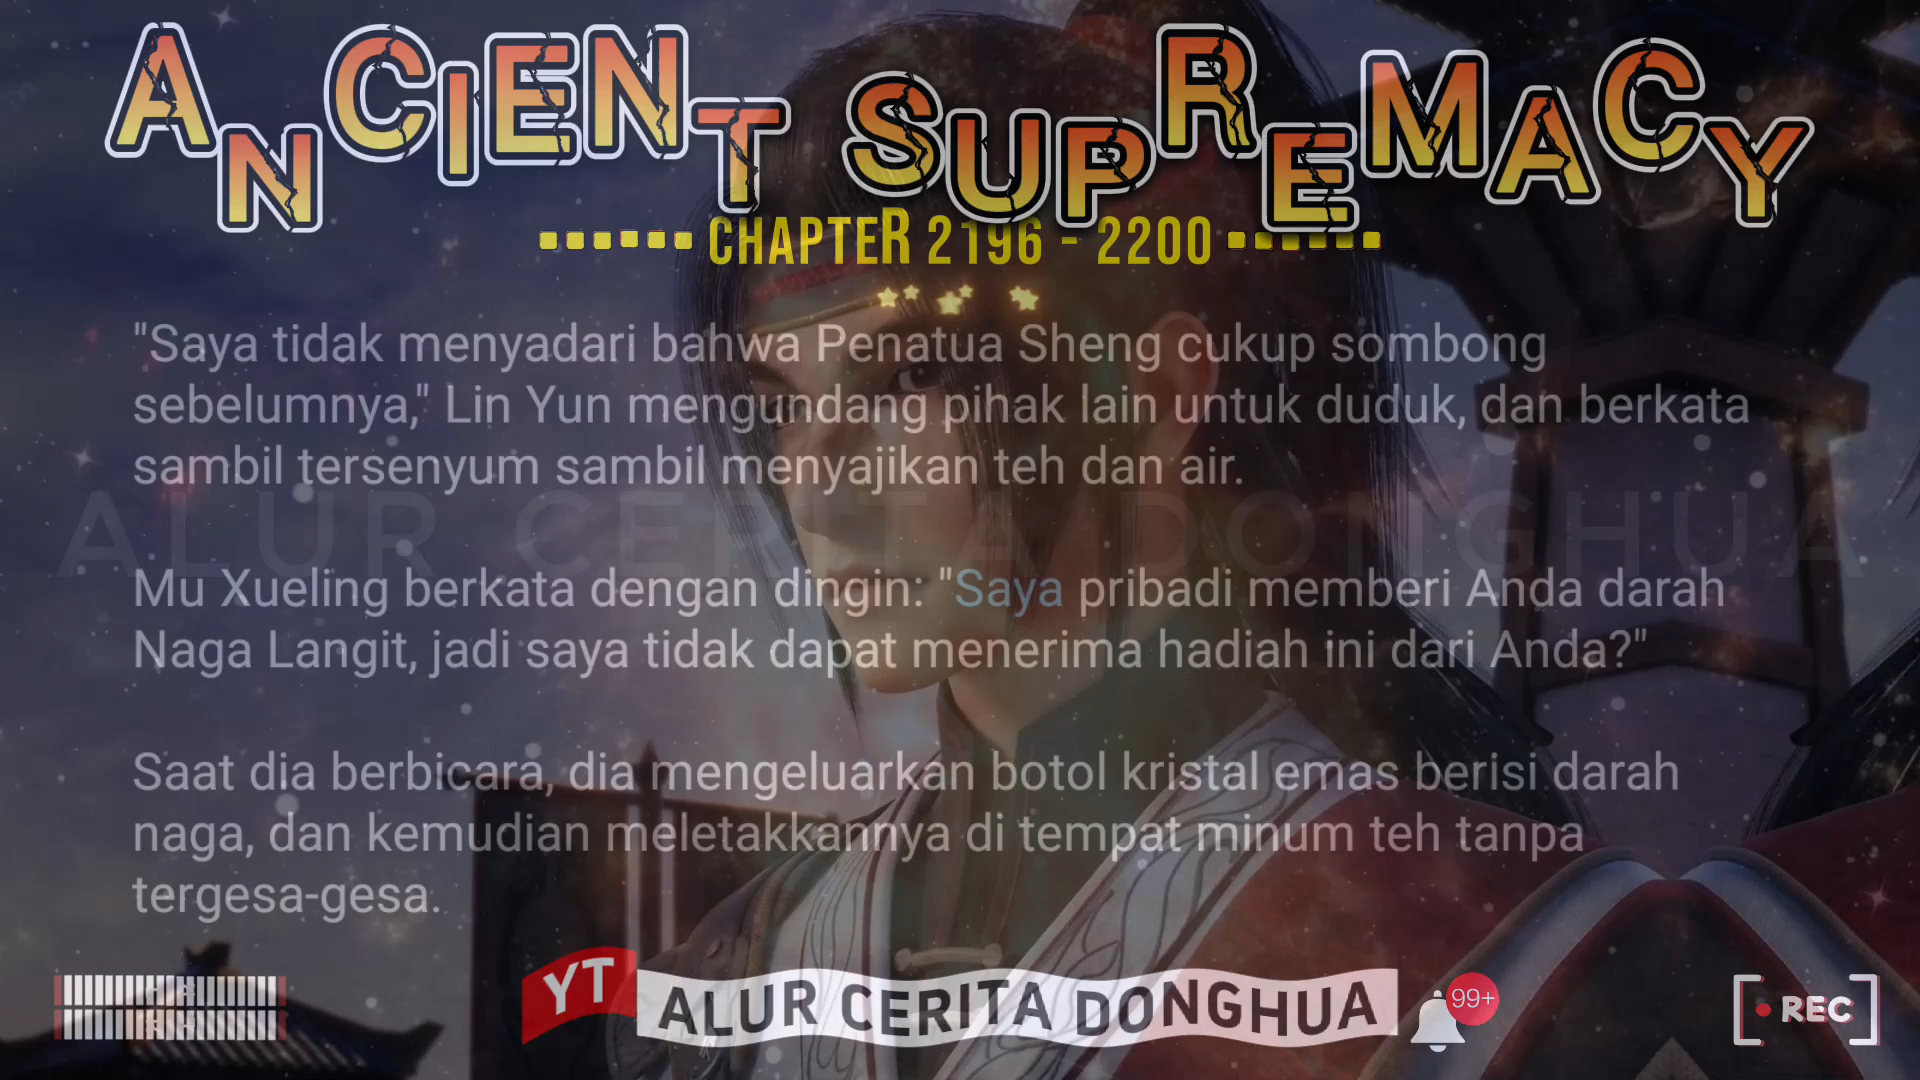 ANCIENT SUPREMACY
CHAPTER 2196 - 2200
"Saya tidak menyadari bahwa Penatua Sheng cukup sombong
sebelumnya," Lin Yun mengundang pihak lain untuk duduk, dan berkata
sambil tersenyum sambil menyajikan teh dan air.
ALUR CERITA DONGHUA
Mu Xueling berkata dengan dingin: "Saya pribadi memberi Anda darah
Naga Langit, jadi saya tidak dapat menerima hadiah ini dari Anda?"
Saat dia berbicara, dia mengeluarkan botol kristal emas berisi darah
naga, dan kemudian meletakkannya di tempat minum teh tanpa
tergesa-gesa.
YT ALUR CERITA DONGHUA
99+
REC